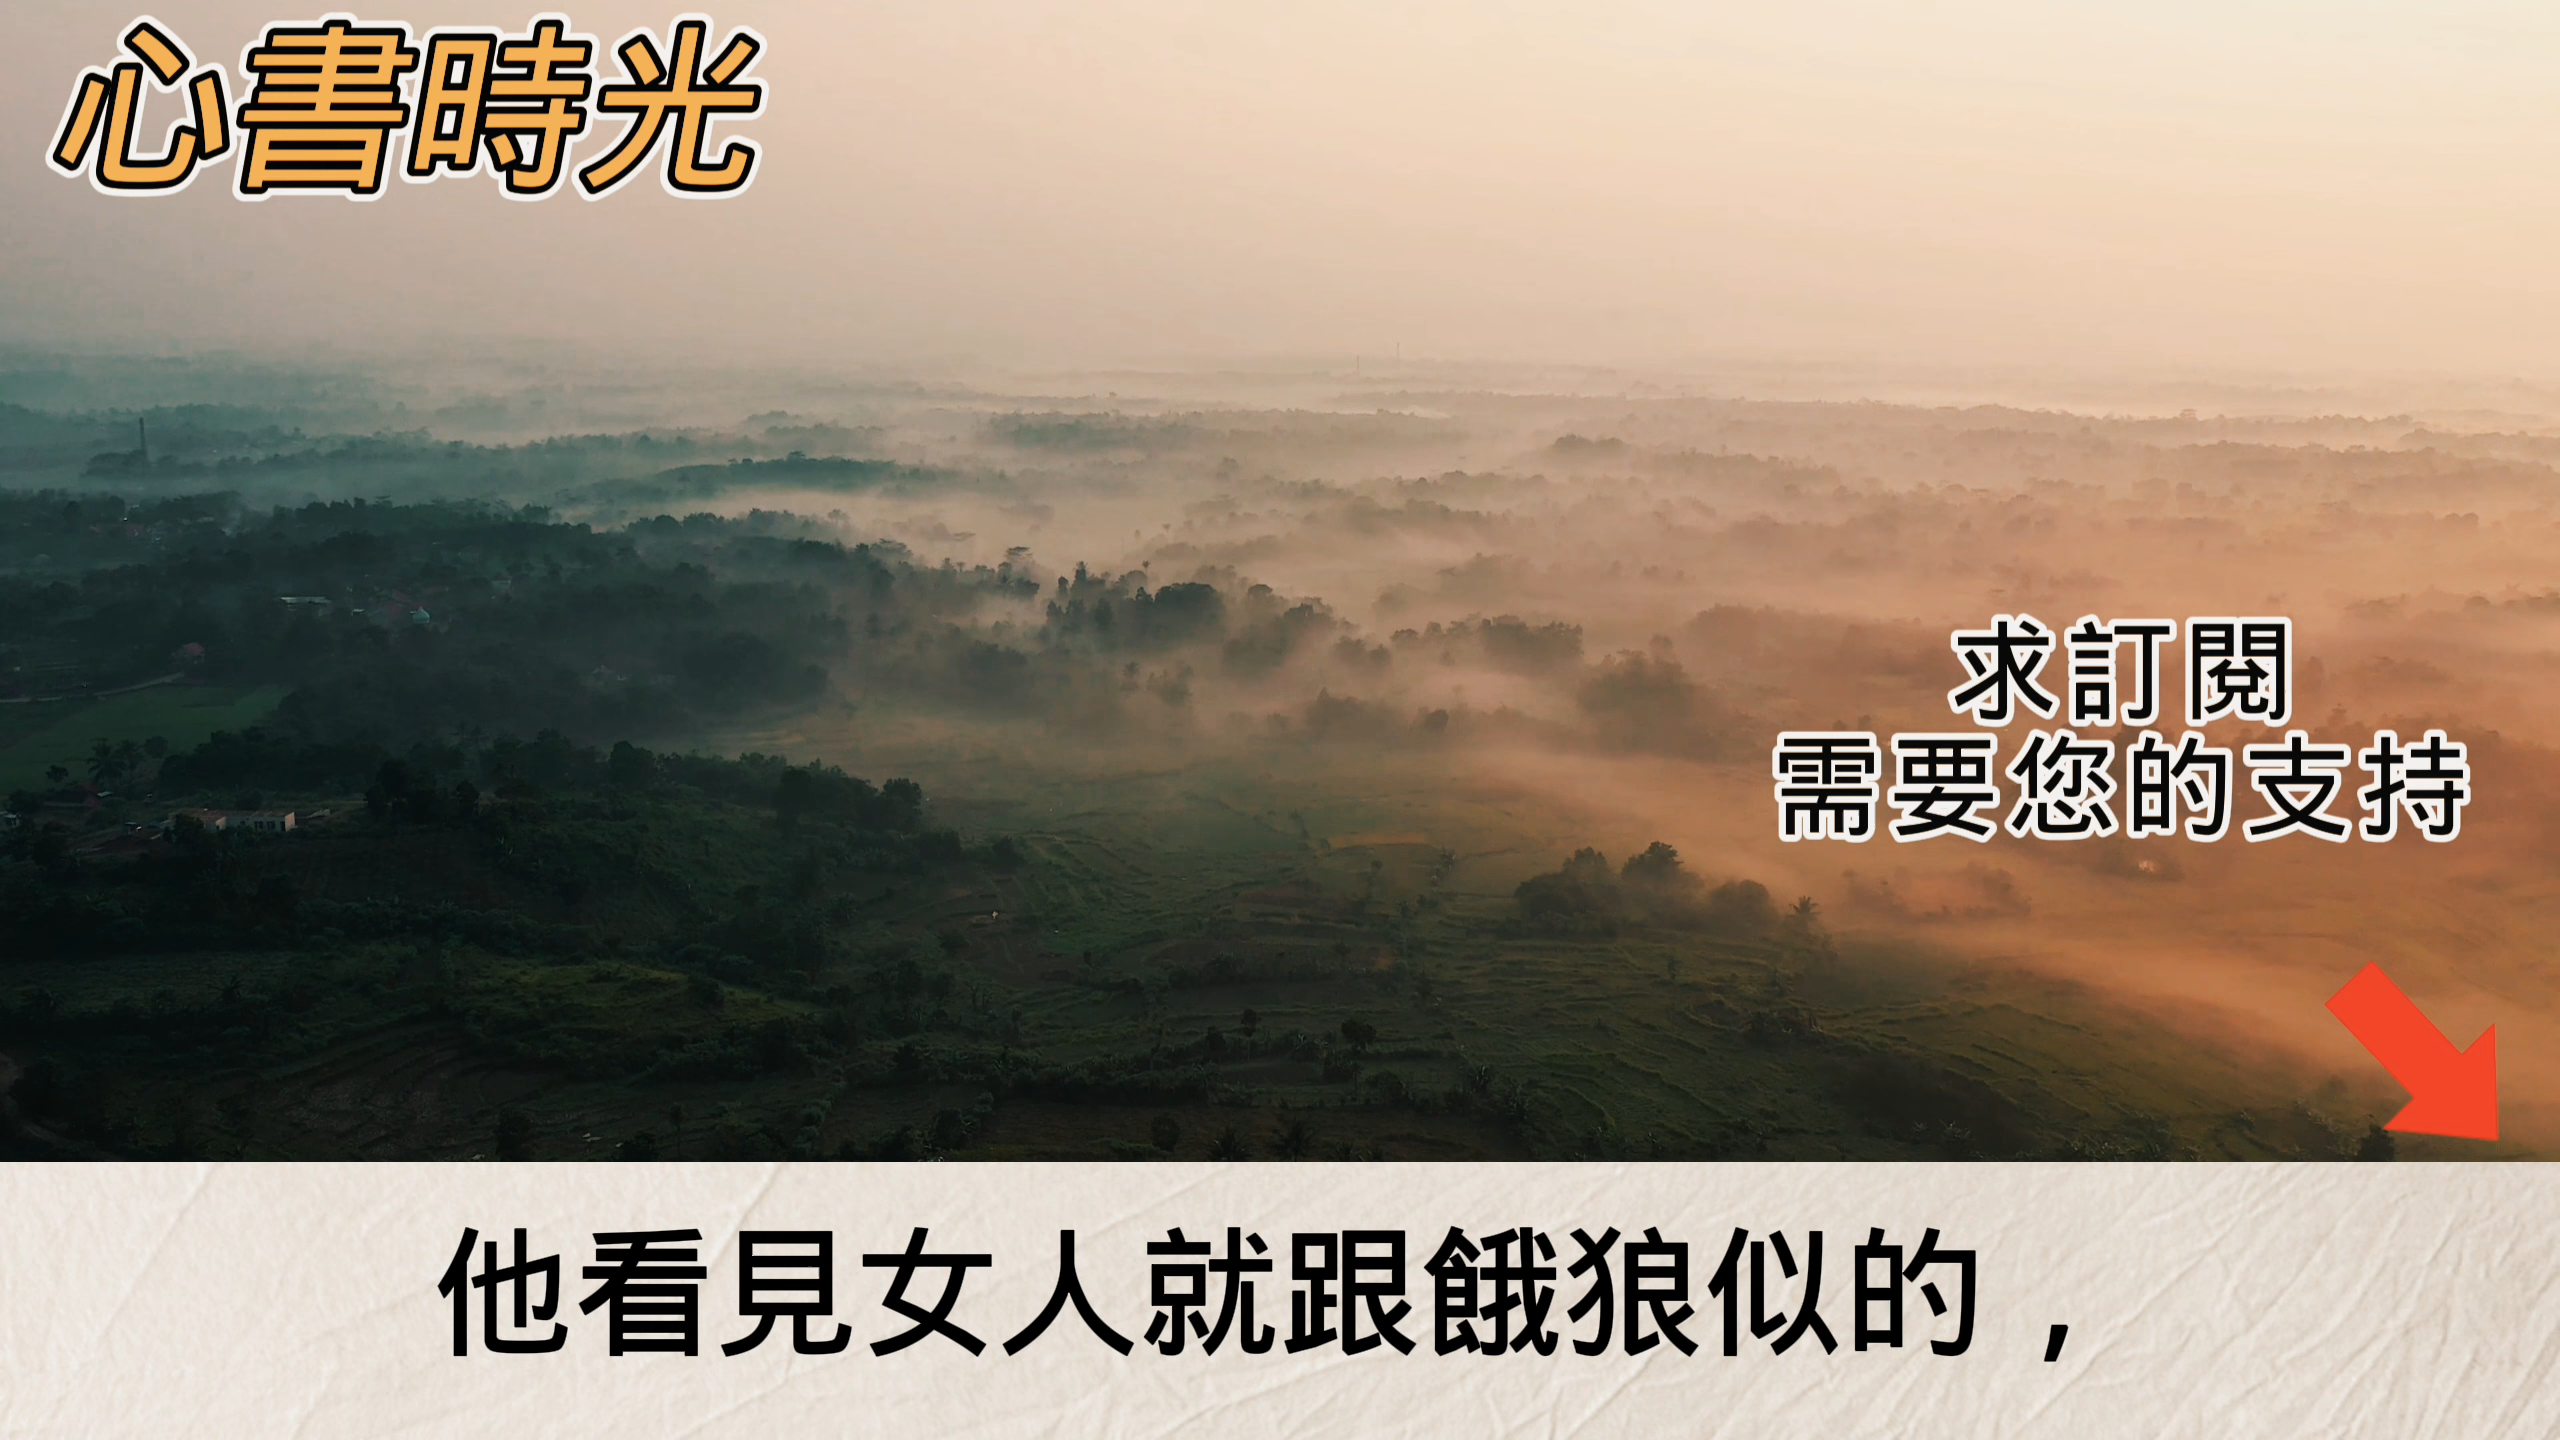 心書時光
求訂閱
需要您的支持
他看見女人就跟餓狼似的，